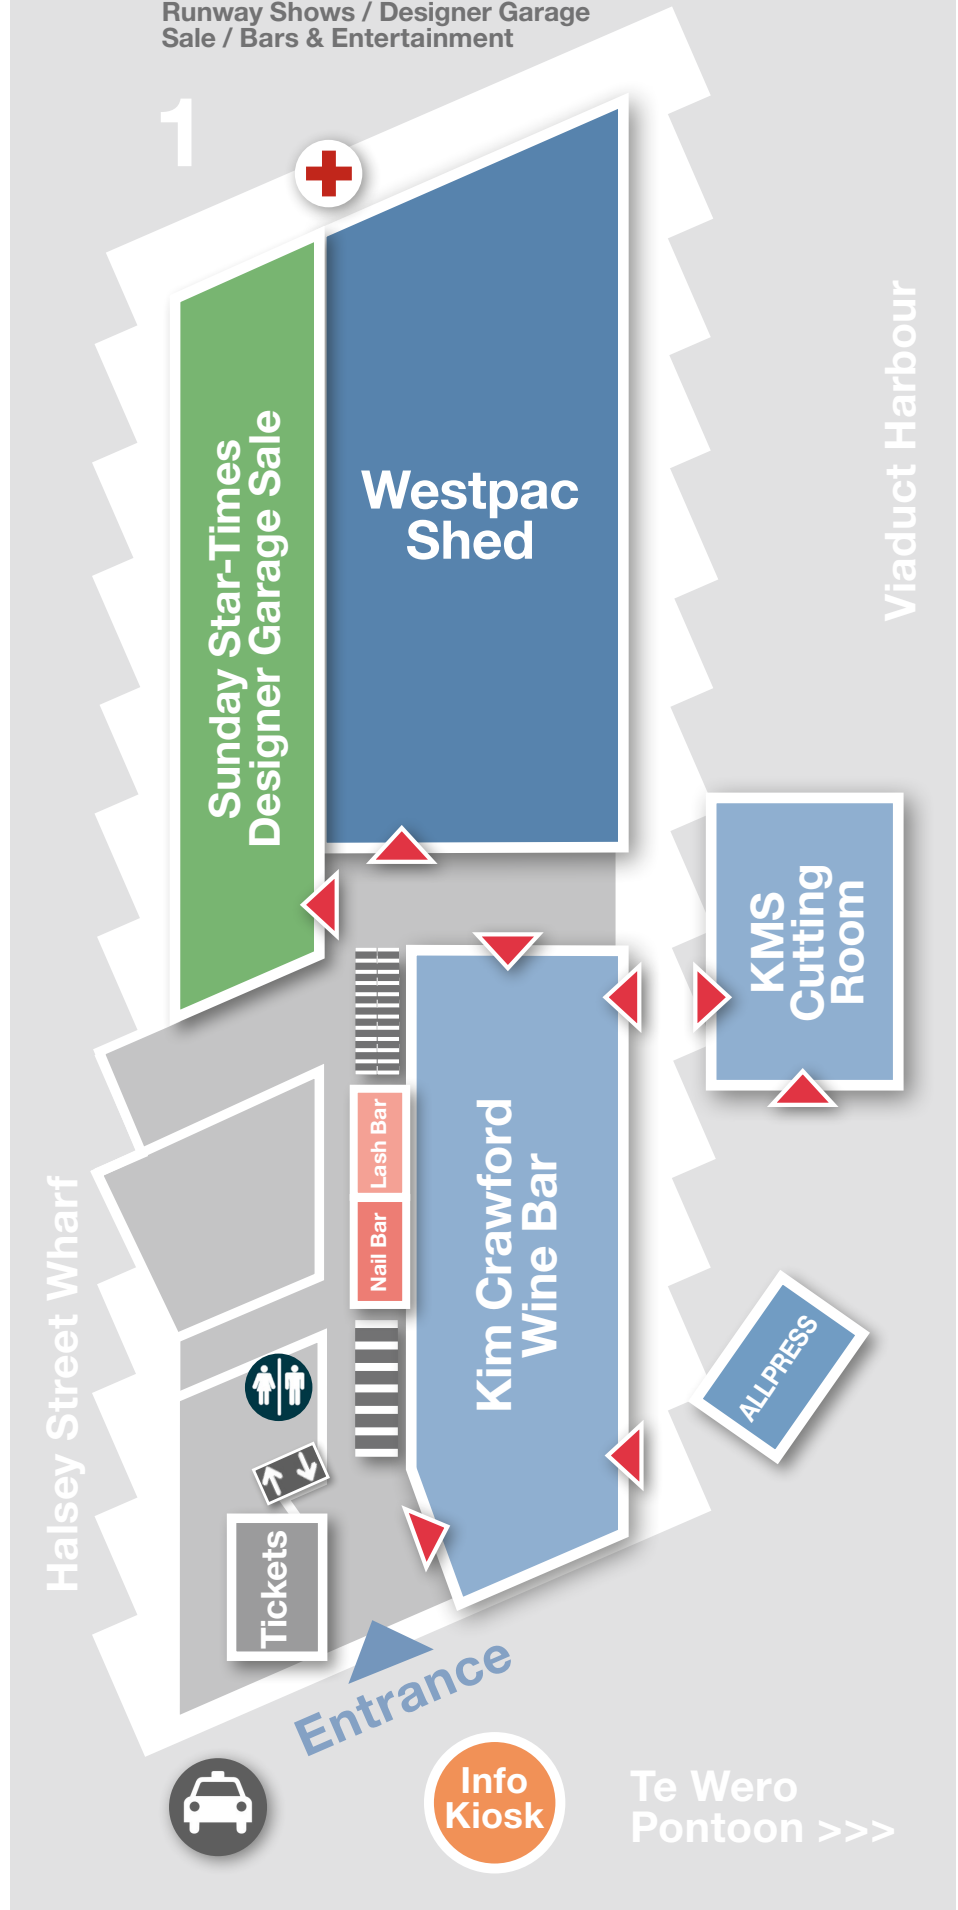 Runway Shows / Designer Garage
Sale / Bars & Entertainment
1
Sunday Star-Times
Designer Garage Sale
Westpac
Shed
Viaduct Harbour
KMS
Cutting
Room
Lash Bar
Nail Bar
Kim Crawford
Wine Bar
Halsey Street Wharf
ALLPRESS
Tickets
Entrance
Info
Kiosk
Te Wero
Pontoon >>>